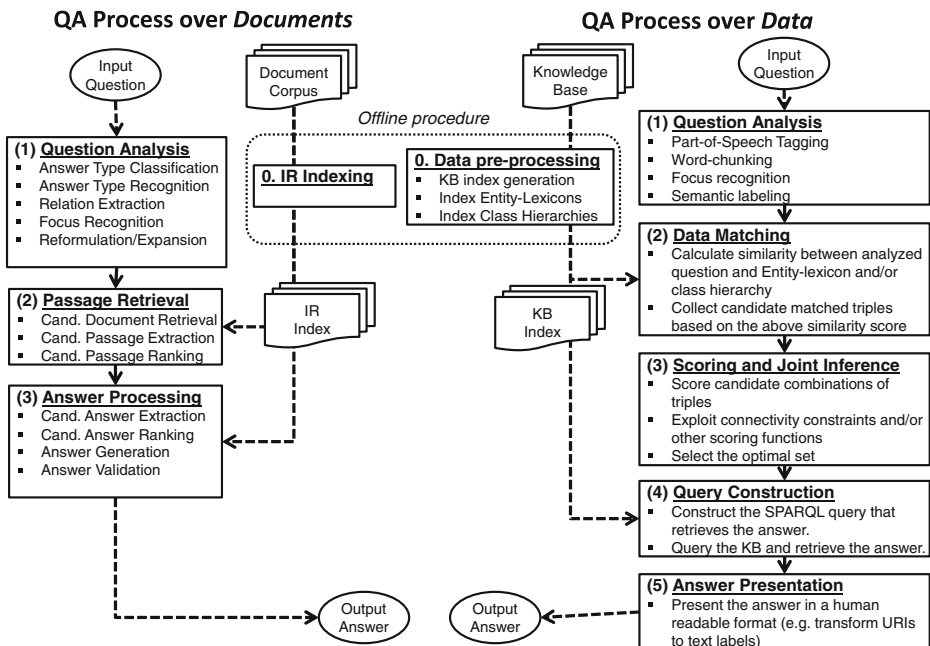 QA Process over Documents
Input
Question
Document
Corpus
(1) Question Analysis
▪ Answer Type Classification
▪ Answer Type Recognition
▪ Relation Extraction
▪ Focus Recognition
▪ Reformulation/Expansion
(2) Passage Retrieval
▪ Cand. Document Retrieval
▪ Cand. Passage Extraction
▪ Cand. Passage Ranking
(3) Answer Processing
▪ Cand. Answer Extraction
▪ Cand. Answer Ranking
▪ Answer Generation
▪ Answer Validation
Offline procedure
0. IR Indexing
0. Data pre-processing
▪ KB index generation
▪ Index Entity-Lexicons
▪ Index Class Hierarchies
IR
Index
Output
Answer
QA Process over Data
Knowledge
Base
Input
Question
(1) Question Analysis
▪ Part-of-Speech Tagging
▪ Word-chunking
▪ Focus recognition
▪ Semantic labeling
(2) Data Matching
▪ Calculate similarity between analyzed
question and Entity-lexicon and/or
class hierarchy
▪ Collect candidate matched triples
based on the above similarity score
KB
Index
(3) Scoring and Joint Inference
▪ Score candidate combinations of
triples
▪ Exploit connectivity constraints and/or
other scoring functions
▪ Select the optimal set
(4) Query Construction
▪ Construct the SPARQL query that
retrieves the answer.
▪ Query the KB and retrieve the answer.
(5) Answer Presentation
▪ Present the answer in a human
readable format (e.g. transform URIs
to text labels)
Output
Answer